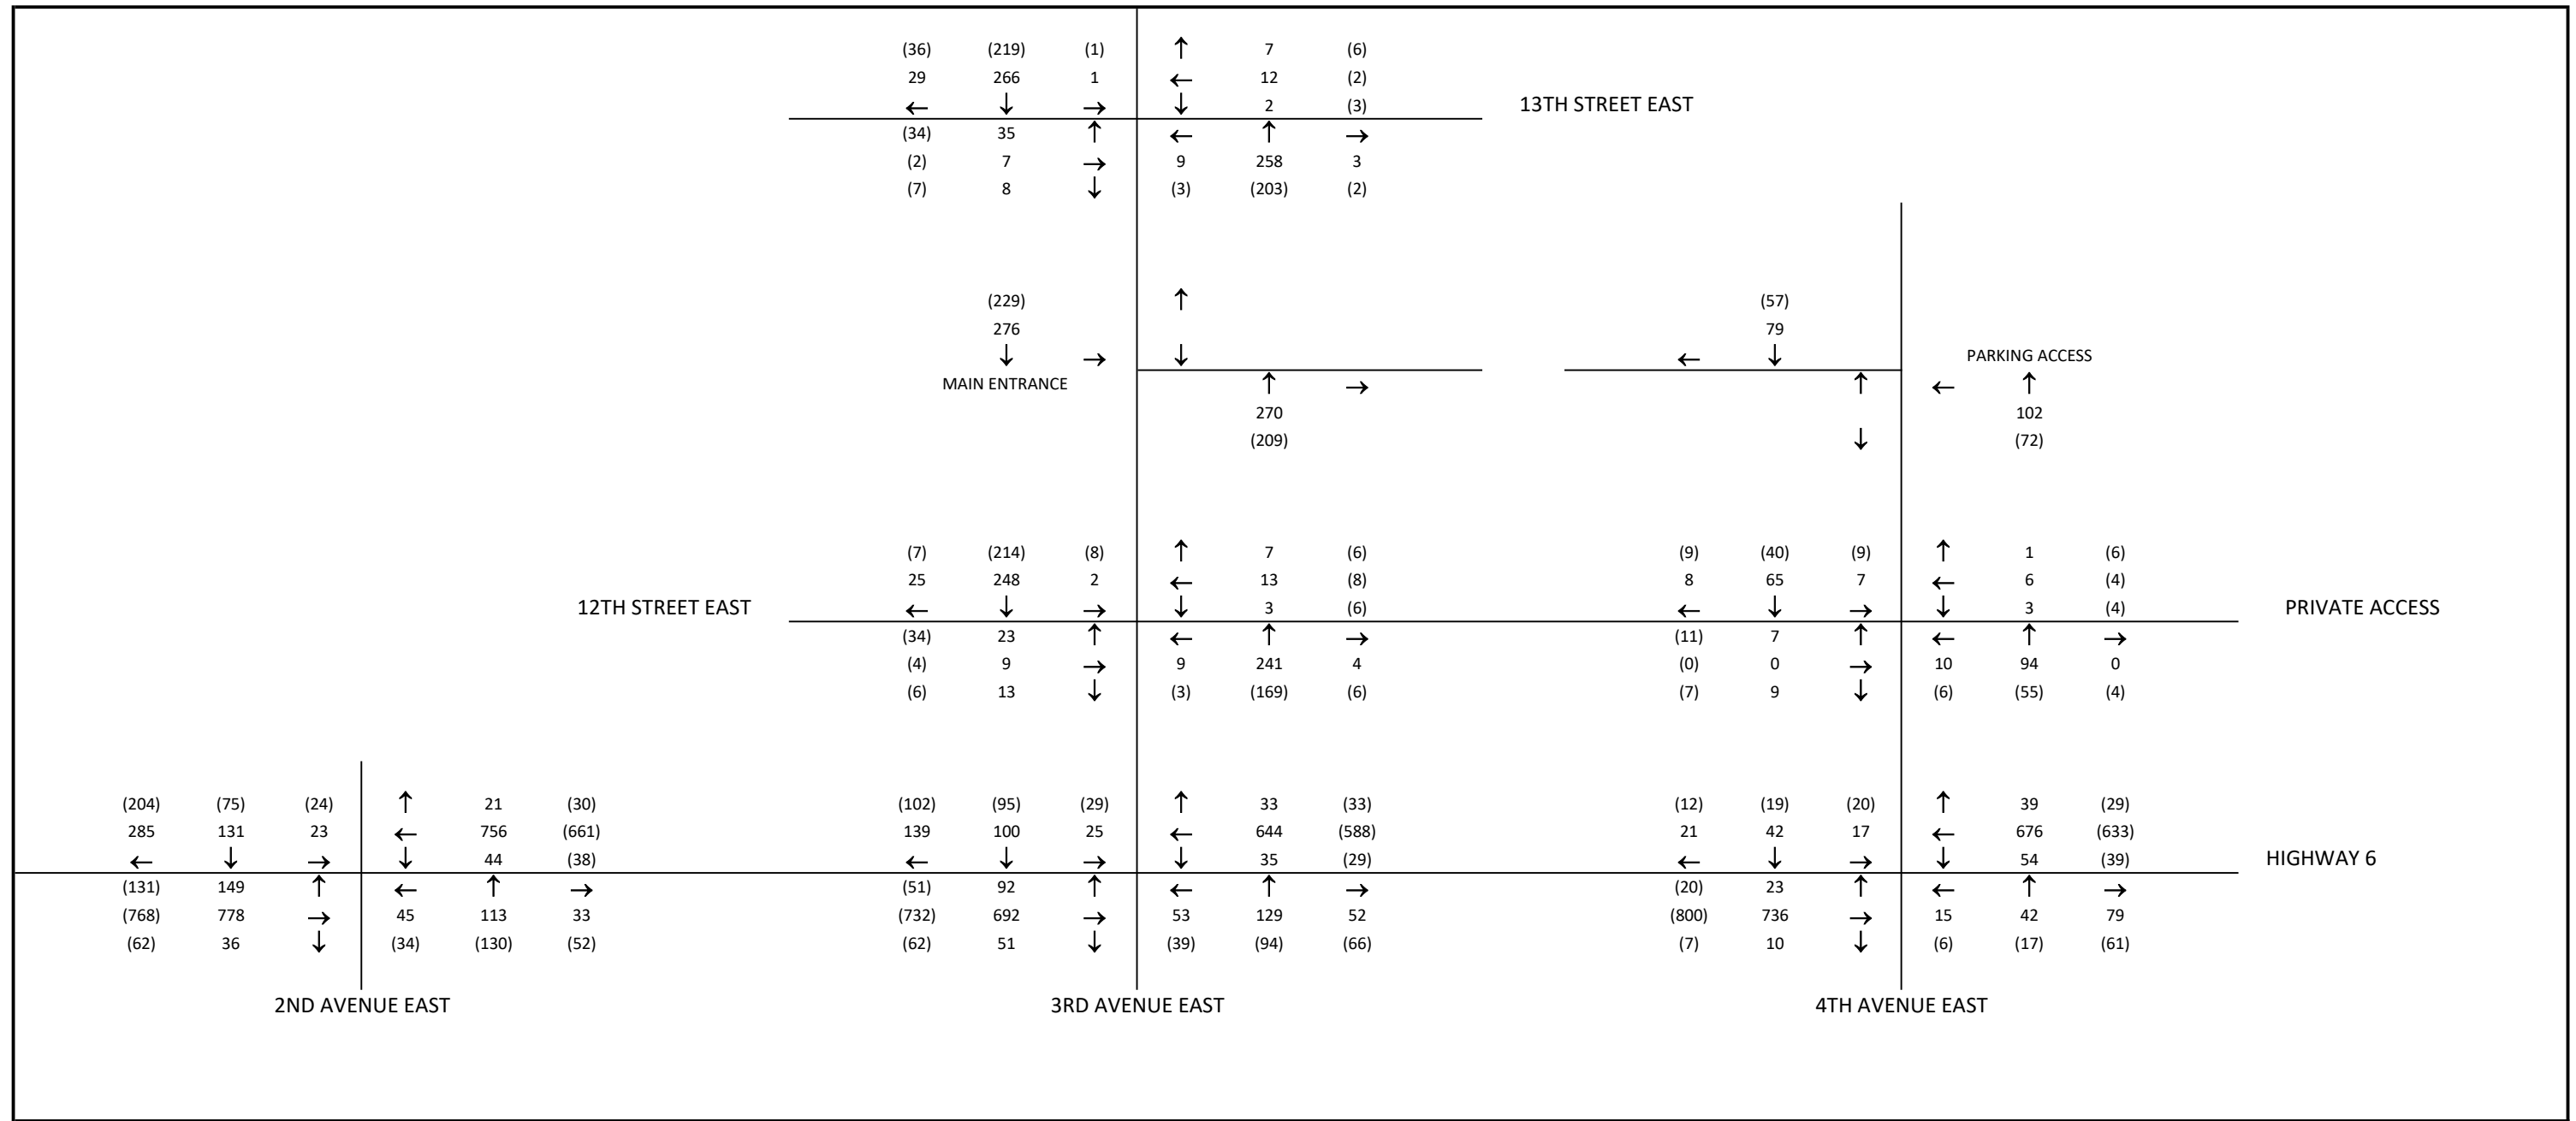 (36) (219) (1) ↑ 7 (6)
29 266 1 ← 12 (2)
← ↓ → ↓ 2 (3) 13TH STREET EAST
(34) 35 ↑ ← ↑ →
(2) 7 → 9 258 3
(7) 8 ↓ (3) (203) (2)
(229) ↑ (57)
276 79
↓ → ↓ ← ↓ PARKING ACCESS
MAIN ENTRANCE ↑ → ↑ ← ↑
270 102
(209) ↓ (72)
(7) (214) (8) ↑ 7 (6) (9) (40) (9) ↑ 1 (6)
25 248 2 ← 13 (8) 8 65 7 ← 6 (4)
12TH STREET EAST ← ↓ → ↓ 3 (6) ← ↓ → ↓ 3 (4) PRIVATE ACCESS
(34) 23 ↑ ← ↑ → (11) 7 ↑ ← ↑ →
(4) 9 → 9 241 4 (0) 0 → 10 94 0
(6) 13 ↓ (3) (169) (6) (7) 9 ↓ (6) (55) (4)
(204) (75) (24) ↑ 21 (30) (102) (95) (29) ↑ 33 (33) (12) (19) (20) ↑ 39 (29)
285 131 23 ← 756 (661) 139 100 25 ← 644 (588) 21 42 17 ← 676 (633)
← ↓ → ↓ 44 (38) ← ↓ → ↓ 35 (29) ← ↓ → ↓ 54 (39) HIGHWAY 6
(131) 149 ↑ ← ↑ → (51) 92 ↑ ← ↑ → (20) 23 ↑ ← ↑ →
(768) 778 → 45 113 33 (732) 692 → 53 129 52 (800) 736 → 15 42 79
(62) 36 ↓ (34) (130) (52) (62) 51 ↓ (39) (94) (66) (7) 10 ↓ (6) (17) (61)
2ND AVENUE EAST 3RD AVENUE EAST 4TH AVENUE EAST